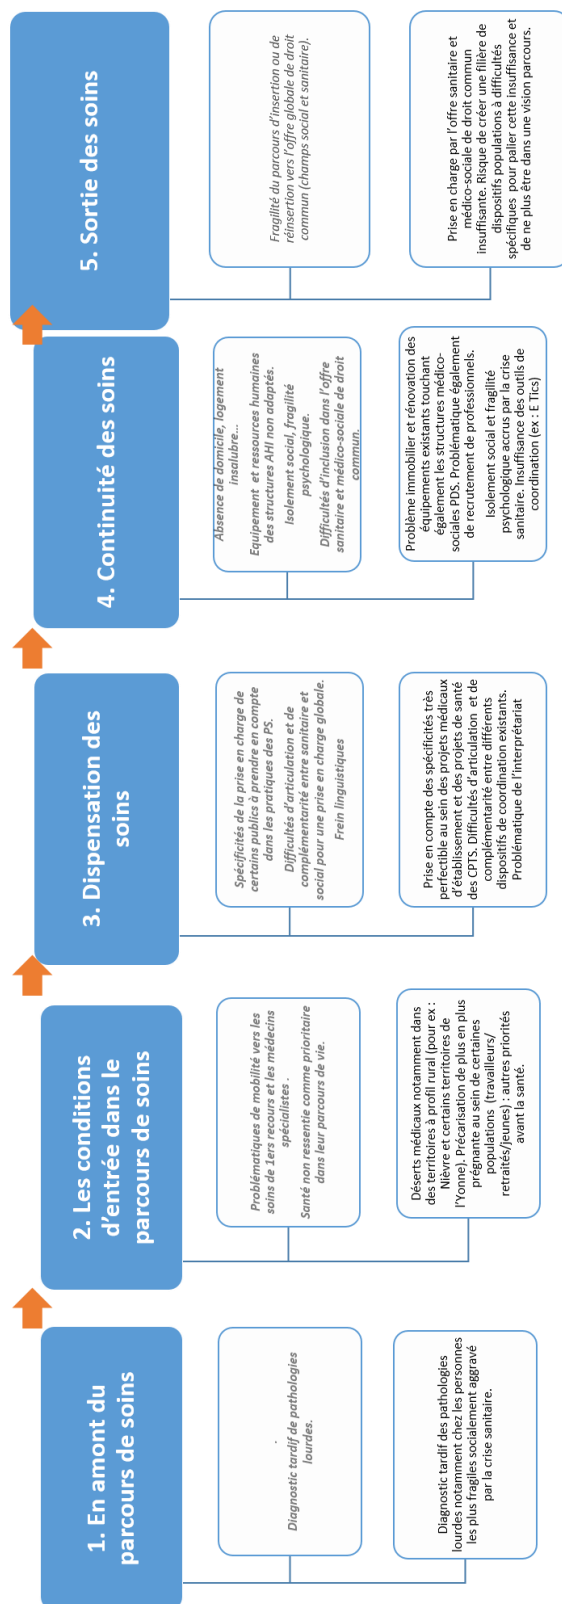 1. En amont du
parcours de soins
.
Diagnostic tardif de pathologies
lourdes.
Diagnostic tardif des pathologies
lourdes notamment chez les personnes
les plus fragiles socialement aggravé
par la crise sanitaire.
2. Les conditions
d’entrée dans le
parcours de soins
Problématiques de mobilité vers les
soins de 1ers recours et les médecins
spécialistes .
Santé non ressentie comme prioritaire
dans leur parcours de vie.
Déserts médicaux notamment dans
des territoires à profil rural (pour ex :
Nièvre et certains territoires de
l’Yonne). Précarisation de plus en plus
prégnante au sein de certaines
populations (travailleurs/
retraités/jeunes) : autres priorités
avant la santé.
3. Dispensation des
soins
Spécificités de la prise en charge de
certains publics à prendre en compte
dans les pratiques des PS.
Difficultés d’articulation et de
complémentarité entre sanitaire et
social pour une prise en charge globale.
Frein linguistiques
Prise en compte des spécificités très
perfectible au sein des projets médicaux
d’établissement et des projets de santé
des CPTS. Difficultés d’articulation et de
complémentarité entre différents
dispositifs de coordination existants.
Problématique de l’interprétariat
4. Continuité des soins
Absence de domicile, logement
insalubre...
Equipement et ressources humaines
des structures AHI non adaptés.
Isolement social, fragilité
psychologique.
Difficultés d’inclusion dans l’offre
sanitaire et médico-sociale de droit
commun.
Problème immobilier et rénovation des
équipements existants touchant
également les structures médico-
sociales PDS. Problématique également
de recrutement de professionnels.
Isolement social et fragilité
psychologique accrus par la crise
sanitaire. Insuffisance des outils de
coordination (ex : E Tics)
5. Sortie des soins
Fragilité du parcours d’insertion ou de
réinsertion vers l’offre globale de droit
commun (champs social et sanitaire).
Prise en charge par l’offre sanitaire et
médico-sociale de droit commun
insuffisante. Risque de créer une filière de
dispositifs populations à difficultés
spécifiques pour palier cette insuffisance et
de ne plus être dans une vision parcours.